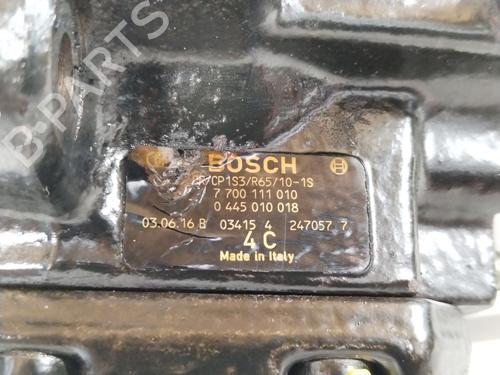 B-PARTS
BOSCH
CR/CP1S3/R65/10-1S
7 700 111 010
0 445 010 018
03.06.16 B 03415 4 247057 7
4 C
Made in Italy